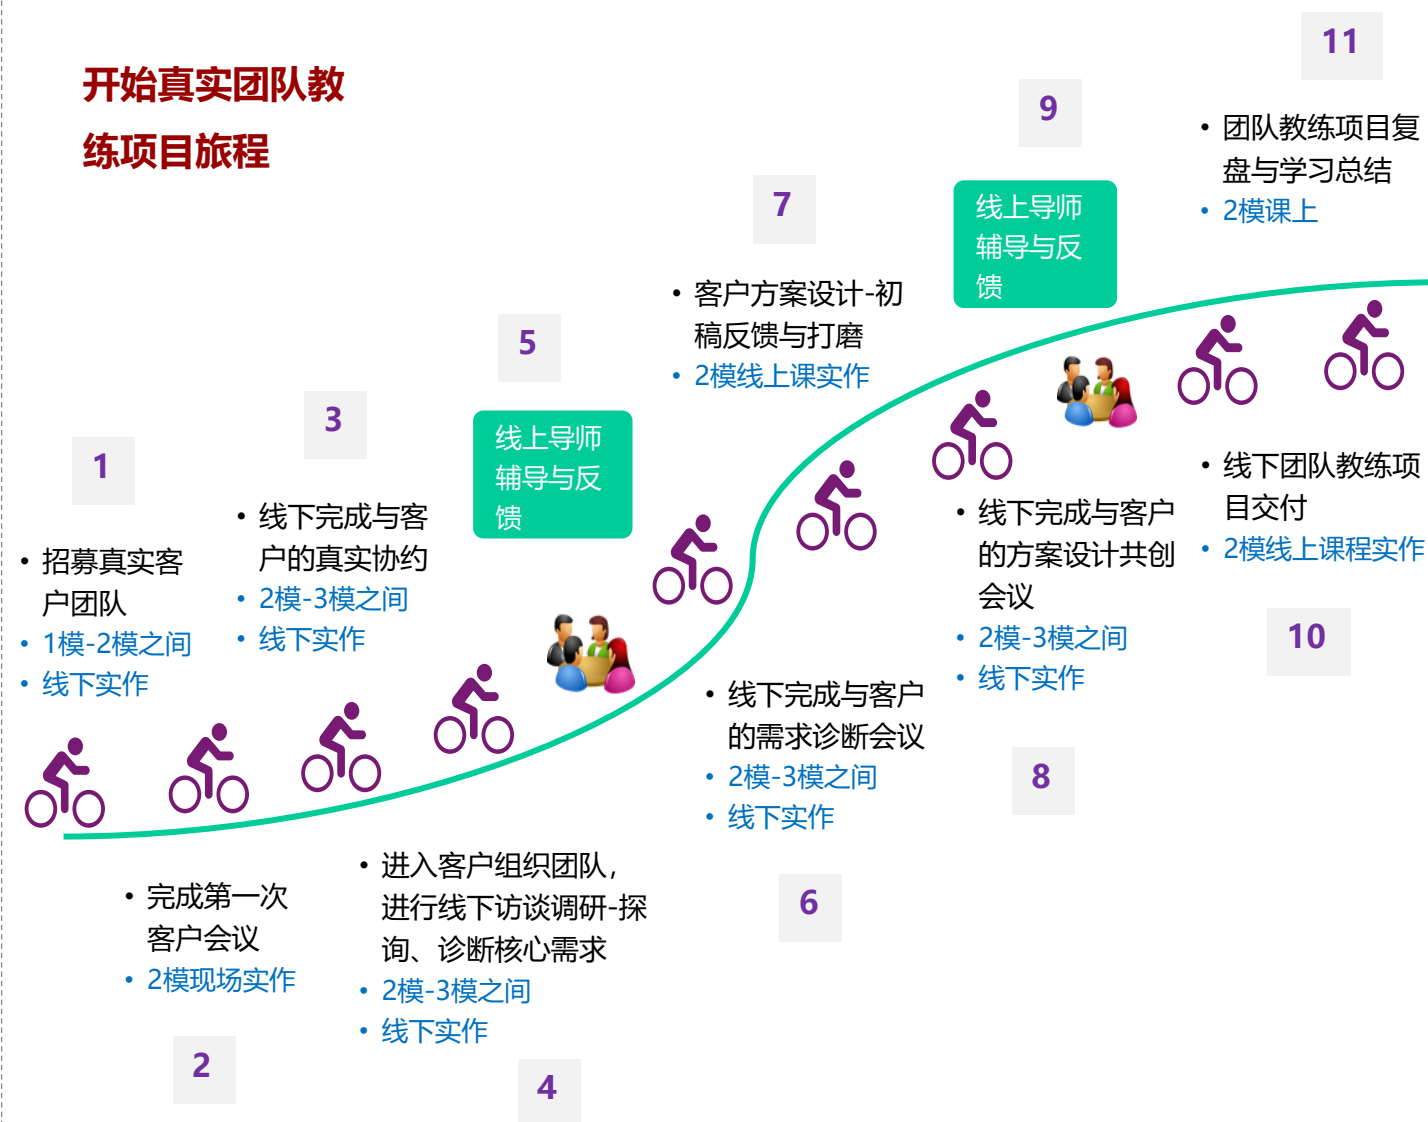 开始真实团队教
练项目旅程
1
• 招募真实客
户团队
• 1模-2模之间
• 线下实作
2
• 完成第一次
客户会议
• 2模现场实作
3
• 线下完成与客
户的真实协约
• 2模-3模之间
• 线下实作
4
• 进入客户组织团队，
进行线下访谈调研-探
询、诊断核心需求
• 2模-3模之间
• 线下实作
5
线上导师
辅导与反
馈
6
• 线下完成与客户
的需求诊断会议
• 2模-3模之间
• 线下实作
7
• 客户方案设计-初
稿反馈与打磨
• 2模线上课实作
8
• 线下完成与客户
的方案设计共创
会议
• 2模-3模之间
• 线下实作
9
线上导师
辅导与反
馈
10
• 线下团队教练项
目交付
• 2模线上课程实作
11
• 团队教练项目复
盘与学习总结
• 2模课上